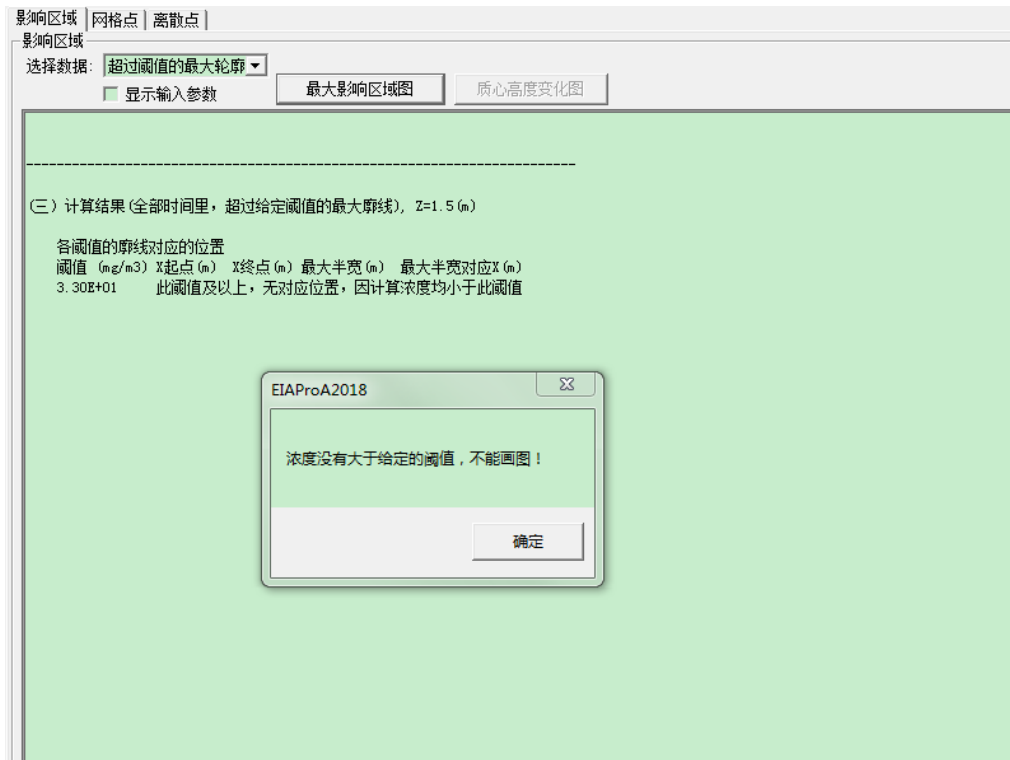 影响区域 网格点 离散点
影响区域
选择数据: 超过阈值的最大轮廓
显示输入参数 最大影响区域图 质心高度变化图
------------------------------------------------------------------------
(三) 计算结果(全部时间里，超过给定阈值的最大廓线), Z=1.5(m)
各阈值的廓线对应的位置
阈值 (mg/m3) X起点(m) X终点(m) 最大半宽(m) 最大半宽对应X(m)
3.30E+01 此阈值及以上，无对应位置，因计算浓度均小于此阈值
EIAProA2018
浓度没有大于给定的阈值，不能画图！
确定